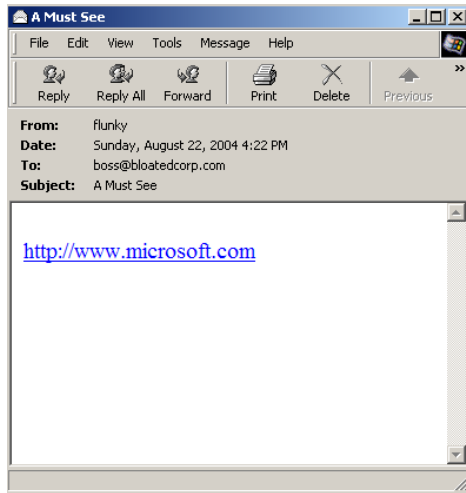 A Must See
File Edit View Tools Message Help
Reply Reply All Forward Print Delete Previous »
From: flunky
Date: Sunday, August 22, 2004 4:22 PM
To: boss@bloatedcorp.com
Subject: A Must See
http://www.microsoft.com